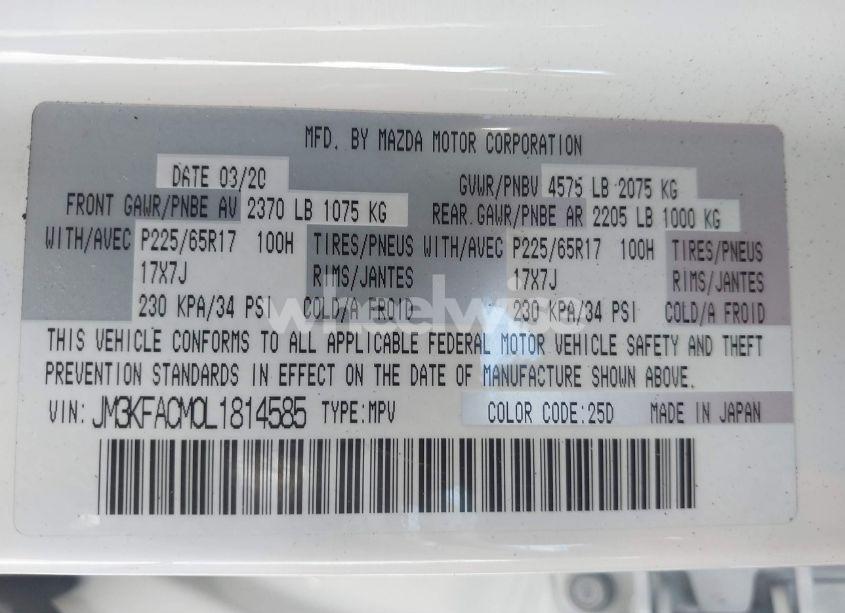 MFD. BY MAZDA MOTOR CORPORATION
DATE 03/20 GVWR/PNBV 4575 LB 2075 KG
FRONT GAWR/PNBE AV 2370 LB 1075 KG REAR GAWR/PNBE AR 2205 LB 1000 KG
WITH/AVEC P225/65R17 100H TIRES/PNEUS WITH/AVEC P225/65R17 100H TIRES/PNEUS
17X7J RIMS/JANTES 17X7J RIMS/JANTES
230 KPA/34 PSI COLD/A FROID 230 KPA/34 PSI COLD/A FROID
wheelwise
THIS VEHICLE CONFORMS TO ALL APPLICABLE FEDERAL MOTOR VEHICLE SAFETY AND THEFT
PREVENTION STANDARDS IN EFFECT ON THE DATE OF MANUFACTURE SHOWN ABOVE.
VIN: JM3KFACM0L1814585 TYPE:MPV COLOR CODE:25D MADE IN JAPAN